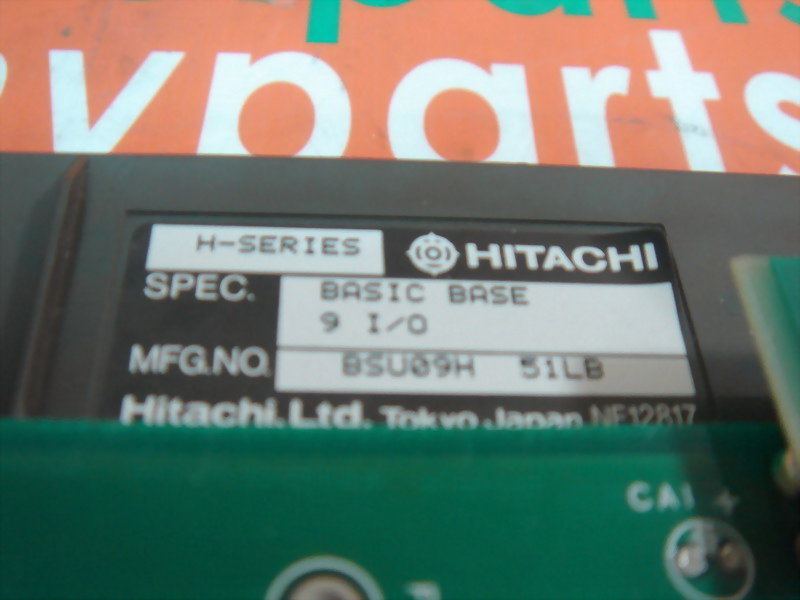 parts
H-SERIES HITACHI
SPEC. BASIC BASE
9 I/O
MFG.NO. BSU09H 51LB
Hitachi, Ltd. Tokyo Japan NE12817
CA1 +